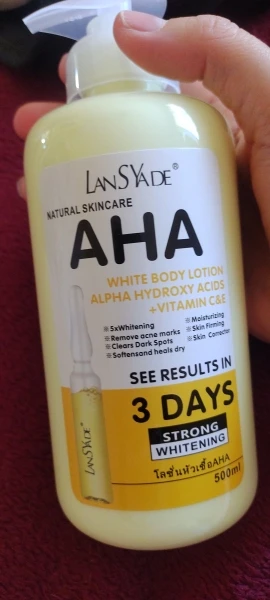 LANSYADE®
NATURAL SKINCARE
AHA
WHITE BODY LOTION
ALPHA HYDROXY ACIDS
+VITAMIN C&E
※5xWhitening ※Moisturizing
※Remove acne marks ※Skin Firming
※Clears Dark Spots ※Skin Corrector
※Softensand heals dry
SEE RESULTS IN
3 DAYS
STRONG
WHITENING
LANSYADE®
โลชั่นหัวเชื้อAHA
500ml